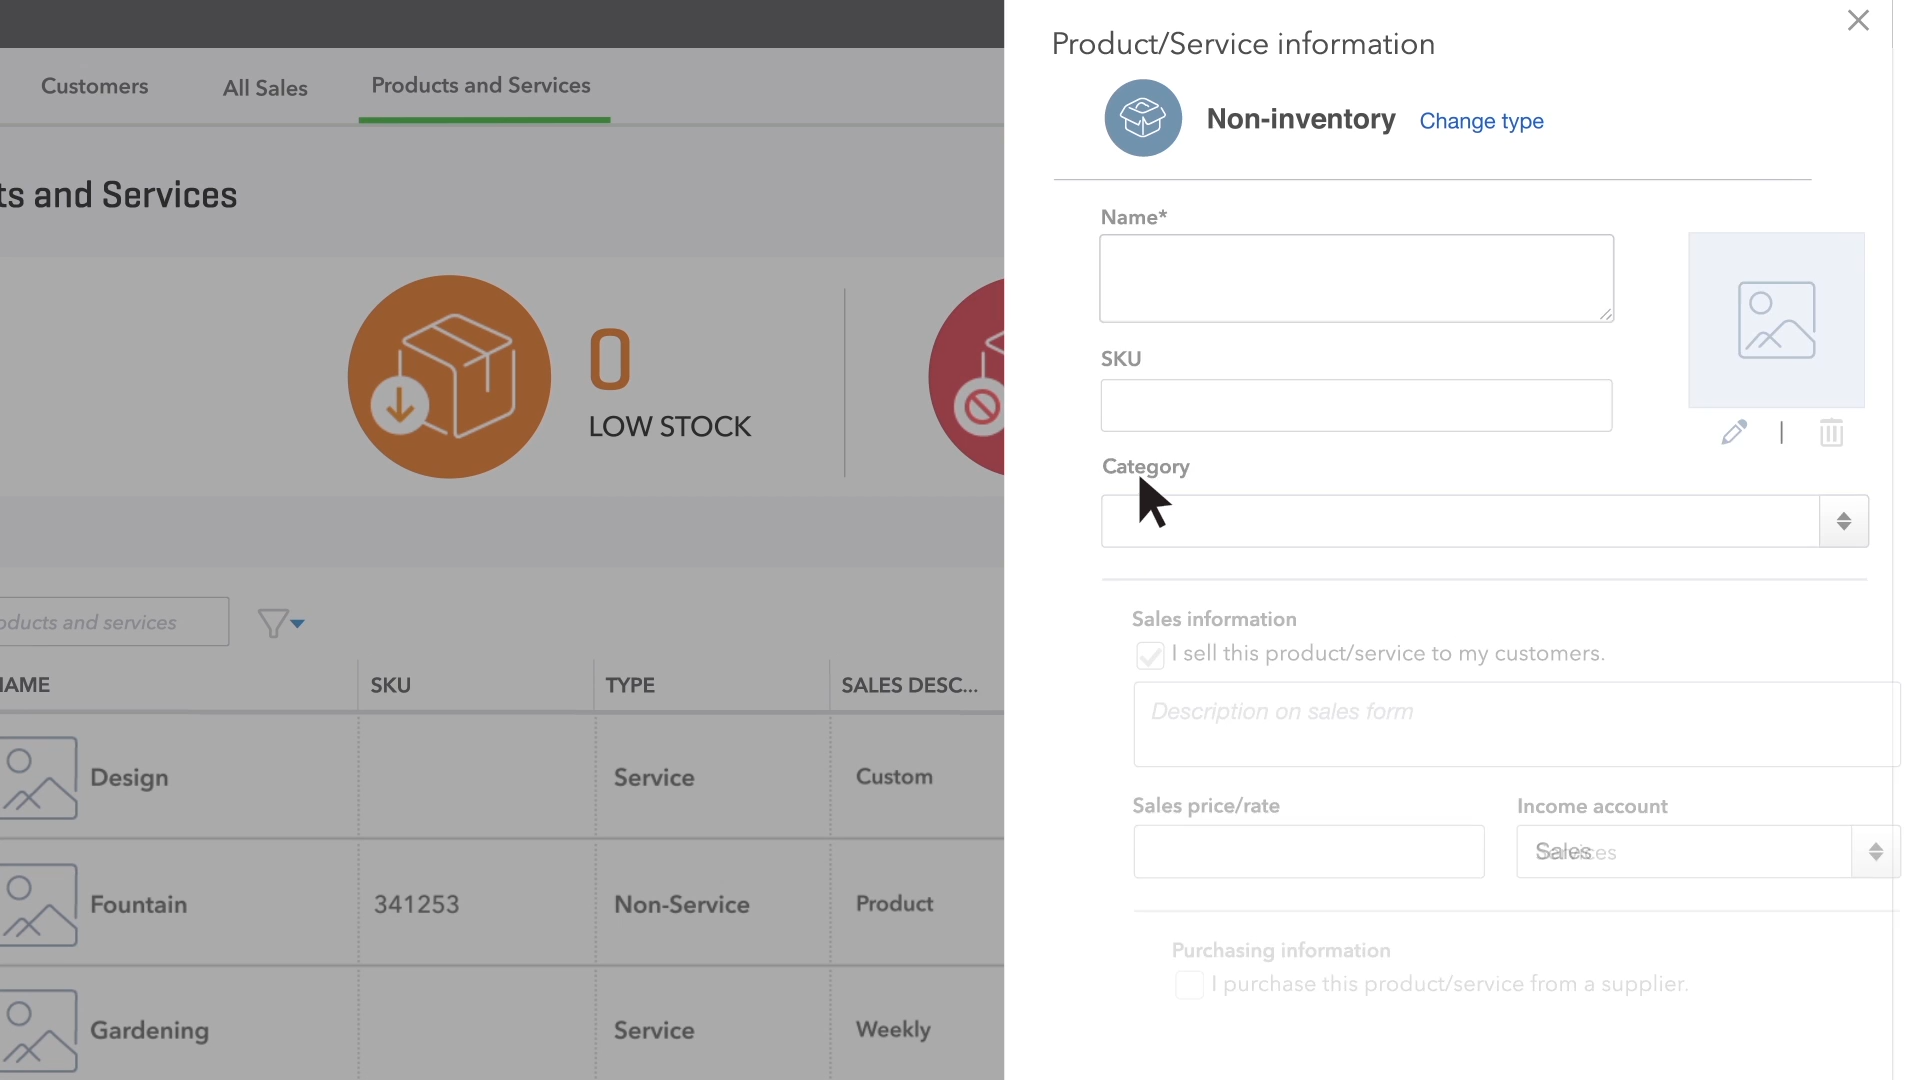 Customers
All Sales
Products and Services
ts and Services
0
LOW STOCK
oducts and services
AME
SKU
TYPE
SALES DESC...
Design
Service
Custom
Fountain
341253
Non-Service
Product
Gardening
Service
Weekly
Product/Service information
Non-inventory
Change type
Name*
SKU
Category
Sales information
I sell this product/service to my customers.
Description on sales form
Sales price/rate
Income account
Sales
Purchasing information
I purchase this product/service from a supplier.